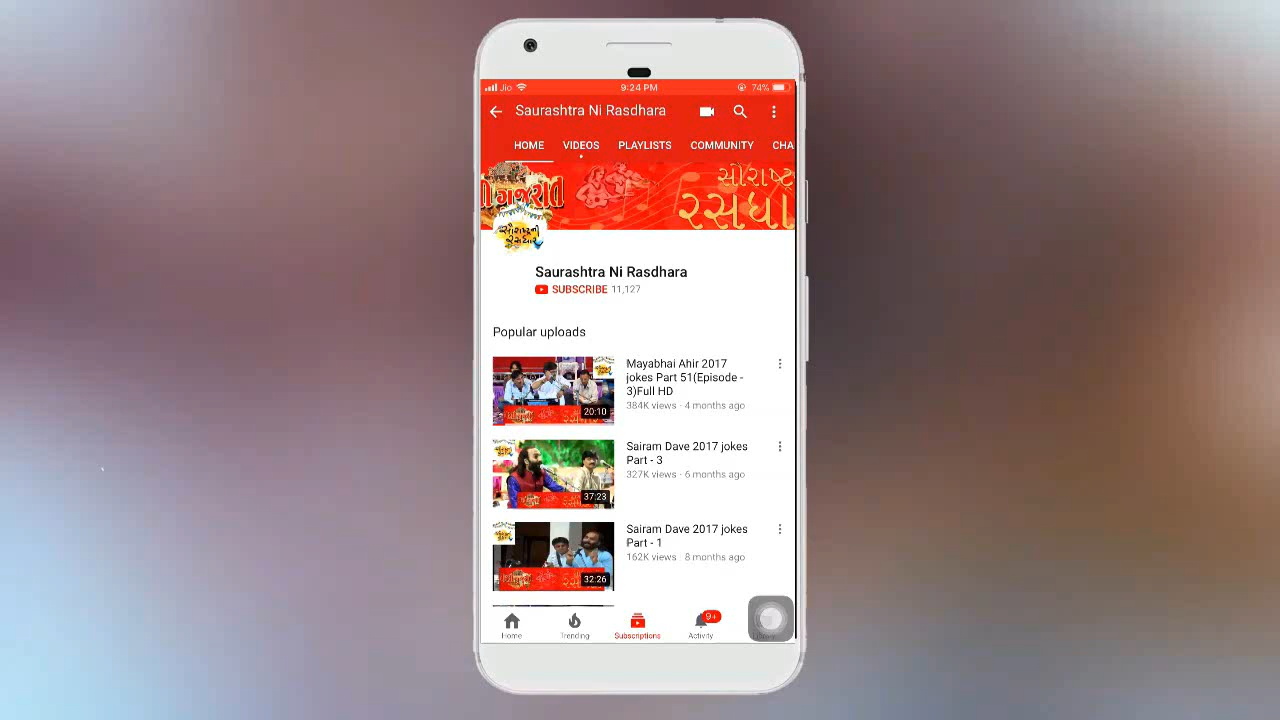 Jio 9:24 PM 74%
Saurashtra Ni Rasdhara
HOME VIDEOS PLAYLISTS COMMUNITY CHA
ગુજરાતી સૌરાષ્ટ્ર
રસધા
સૌરાષ્ટ્રની
રસધાર
Saurashtra Ni Rasdhara
SUBSCRIBE 11,127
Popular uploads
Mayabhai Ahir 2017
jokes Part 51(Episode -
3)Full HD
384K views · 4 months ago
20:10
Sairam Dave 2017 jokes
Part - 3
327K views · 6 months ago
37:23
Sairam Dave 2017 jokes
Part - 1
162K views · 8 months ago
32:26
9+
Home Trending Subscriptions Activity